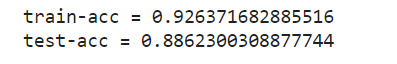 train-acc = 0.926371682885516
test-acc = 0.8862300308877744